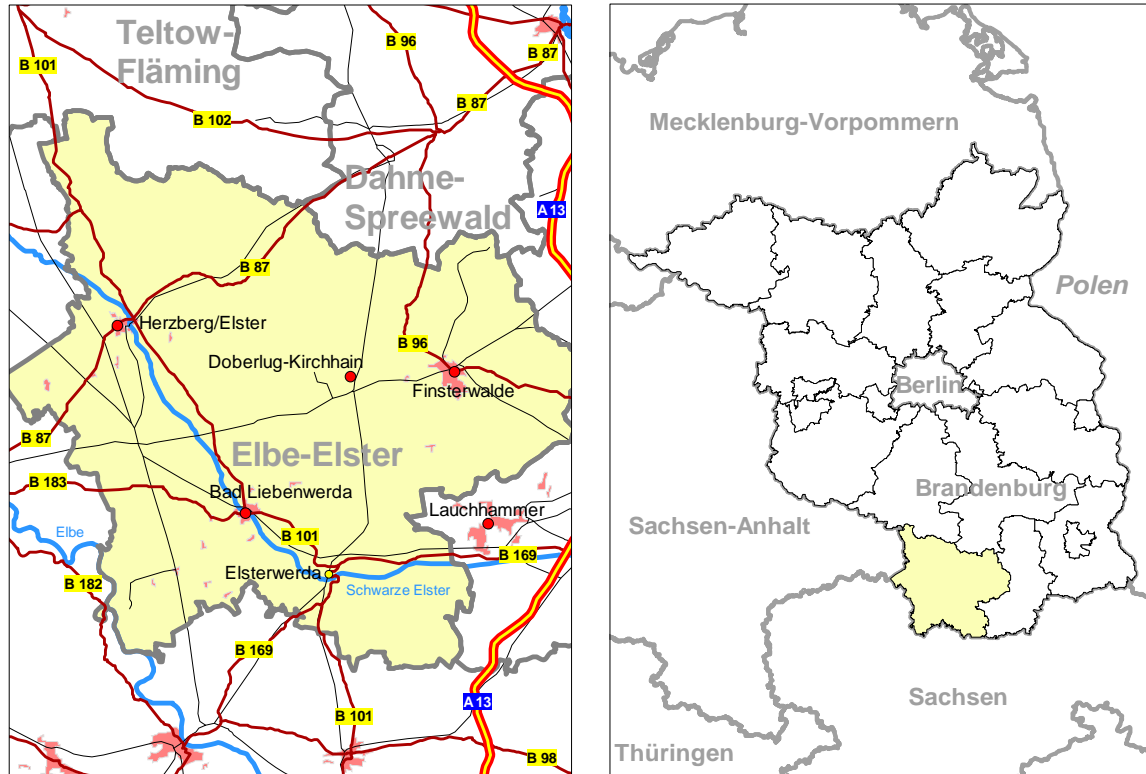 Teltow-
Fläming
B 96
B 87
B 101
B 87
B 102
Dahme-
Spreewald
A 13
B 87
Herzberg/Elster
B 96
Doberlug-Kirchhain
Finsterwalde
B 87
Elbe-Elster
B 183
Bad Liebenwerda
Lauchhammer
Elbe
B 101
B 169
Elsterwerda
B 182
Schwarze Elster
B 169
A 13
B 101
B 98
Mecklenburg-Vorpommern
Polen
Berlin
Brandenburg
Sachsen-Anhalt
Sachsen
Thüringen